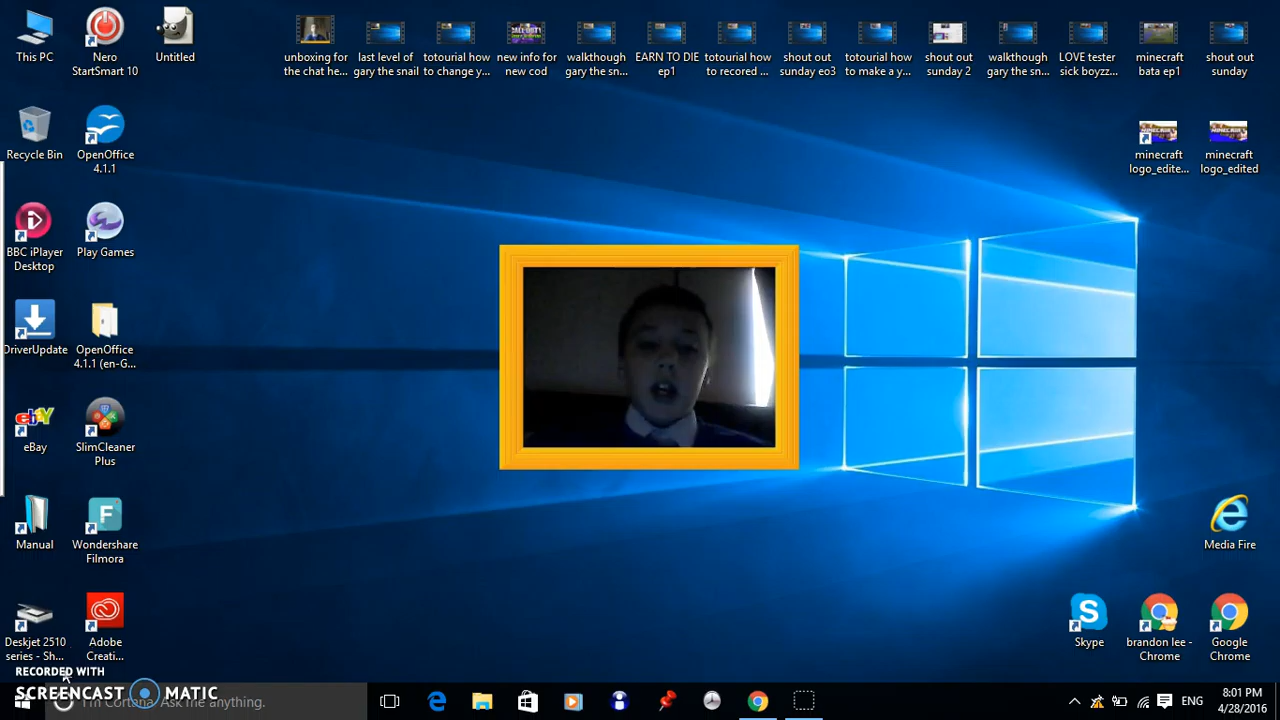 This PC
Nero
StartSmart 10
Untitled
unboxing for
the chat he...
last level of
gary the snail
totourial how
to change y...
new info for
new cod
walkthough
gary the sn...
EARN TO DIE
ep1
totourial how
to recored ...
shout out
sunday eo3
totourial how
to make a y...
shout out
sunday 2
walkthough
gary the sn...
LOVE tester
sick boyzz...
minecraft
bata ep1
shout out
sunday
Recycle Bin
OpenOffice
4.1.1
minecraft
logo_edite...
minecraft
logo_edited
BBC iPlayer
Desktop
Play Games
DriverUpdate
OpenOffice
4.1.1 (en-G...
ebay
eBay
SlimCleaner
Plus
Manual
F
Wondershare
Filmora
Media Fire
Deskjet 2510
series - Sh...
Adobe
Creati...
S
Skype
brandon lee -
Chrome
Google
Chrome
RECORDED WITH
SCREENCAST MATIC
I'm Cortana. Ask me anything.
ENG
8:01 PM
4/28/2016